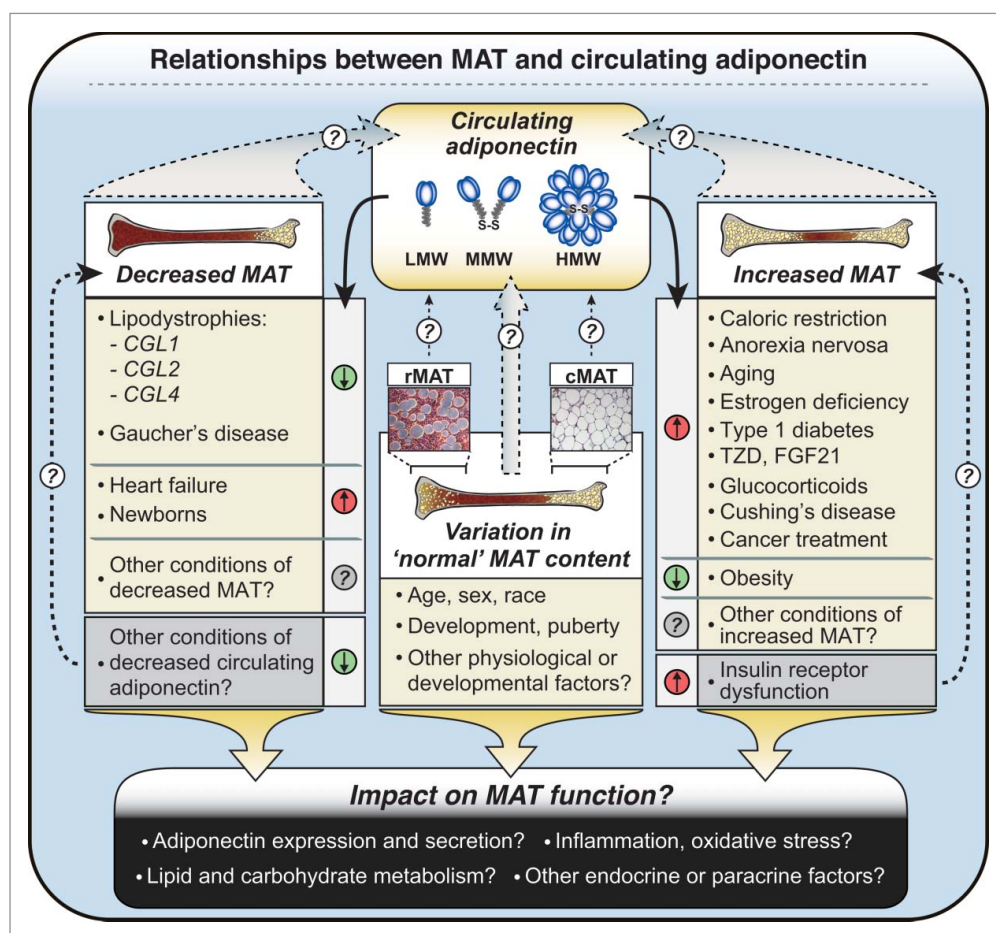 Relationships between MAT and circulating adiponectin
?
Circulating
adiponectin
?
S-S
S-S
LMW MMW HMW
Decreased MAT
• Lipodystrophies:
- CGL1
- CGL2
- CGL4
• Gaucher's disease
• Heart failure
• Newborns
• Other conditions of
decreased MAT?
?
Other conditions of
• decreased circulating
adiponectin?
?
?
?
?
rMAT
cMAT
Variation in
'normal' MAT content
• Age, sex, race
• Development, puberty
• Other physiological or
developmental factors?
Increased MAT
• Caloric restriction
• Anorexia nervosa
• Aging
• Estrogen deficiency
• Type 1 diabetes
• TZD, FGF21
• Glucocorticoids
• Cushing's disease
• Cancer treatment
• Obesity
?
• Other conditions of
increased MAT?
• Insulin receptor
dysfunction
?
Impact on MAT function?
• Adiponectin expression and secretion? • Inflammation, oxidative stress?
• Lipid and carbohydrate metabolism? • Other endocrine or paracrine factors?